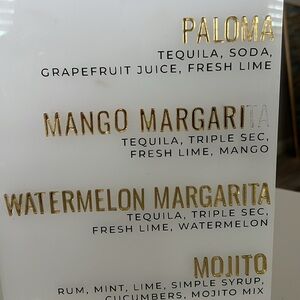 PALOMA
TEQUILA, SODA,
GRAPEFRUIT JUICE, FRESH LIME
MANGO MARGARITA
TEQUILA, TRIPLE SEC,
FRESH LIME, MANGO
WATERMELON MARGARITA
TEQUILA, TRIPLE SEC,
FRESH LIME, WATERMELON
MOJITO
RUM, MINT, LIME, SIMPLE SYRUP,
CUCUMBERS, MOJITO MIX